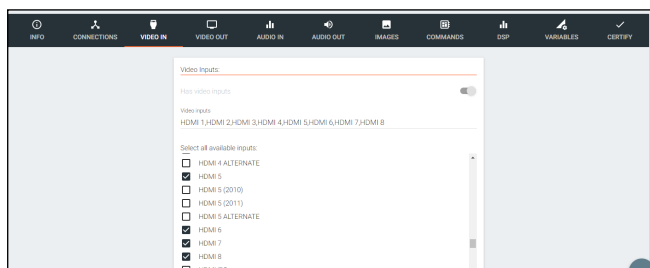 INFO CONNECTIONS VIDEO IN VIDEO OUT AUDIO IN AUDIO OUT IMAGES COMMANDS DSP VARIABLES CERTIFY
Video Inputs:
Has video inputs
Video inputs
HDMI 1,HDMI 2,HDMI 3,HDMI 4,HDMI 5,HDMI 6,HDMI 7,HDMI 8
Select all available inputs:
HDMI 4 ALTERNATE
HDMI 5
HDMI 5 (2010)
HDMI 5 (2011)
HDMI 5 ALTERNATE
HDMI 6
HDMI 7
HDMI 8